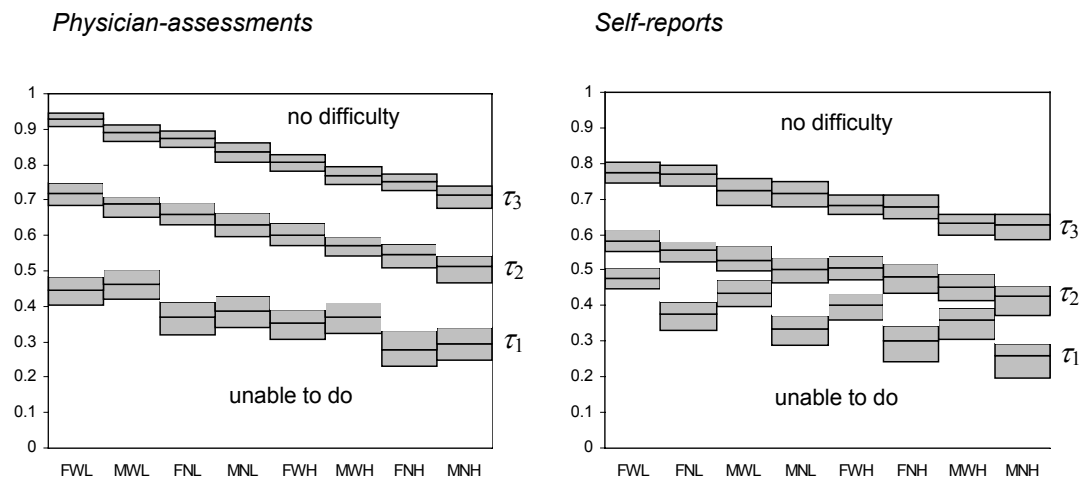 Physician-assessments
1
0.9
0.8
0.7
0.6
0.5
0.4
0.3
0.2
0.1
0
no difficulty
τ3
τ2
τ1
unable to do
FWL MWL FNL MNL FWH MWH FNH MNH
Self-reports
1
0.9
0.8
0.7
0.6
0.5
0.4
0.3
0.2
0.1
0
no difficulty
τ3
τ2
τ1
unable to do
FWL FNL MWL MNL FWH FNH MWH MNH